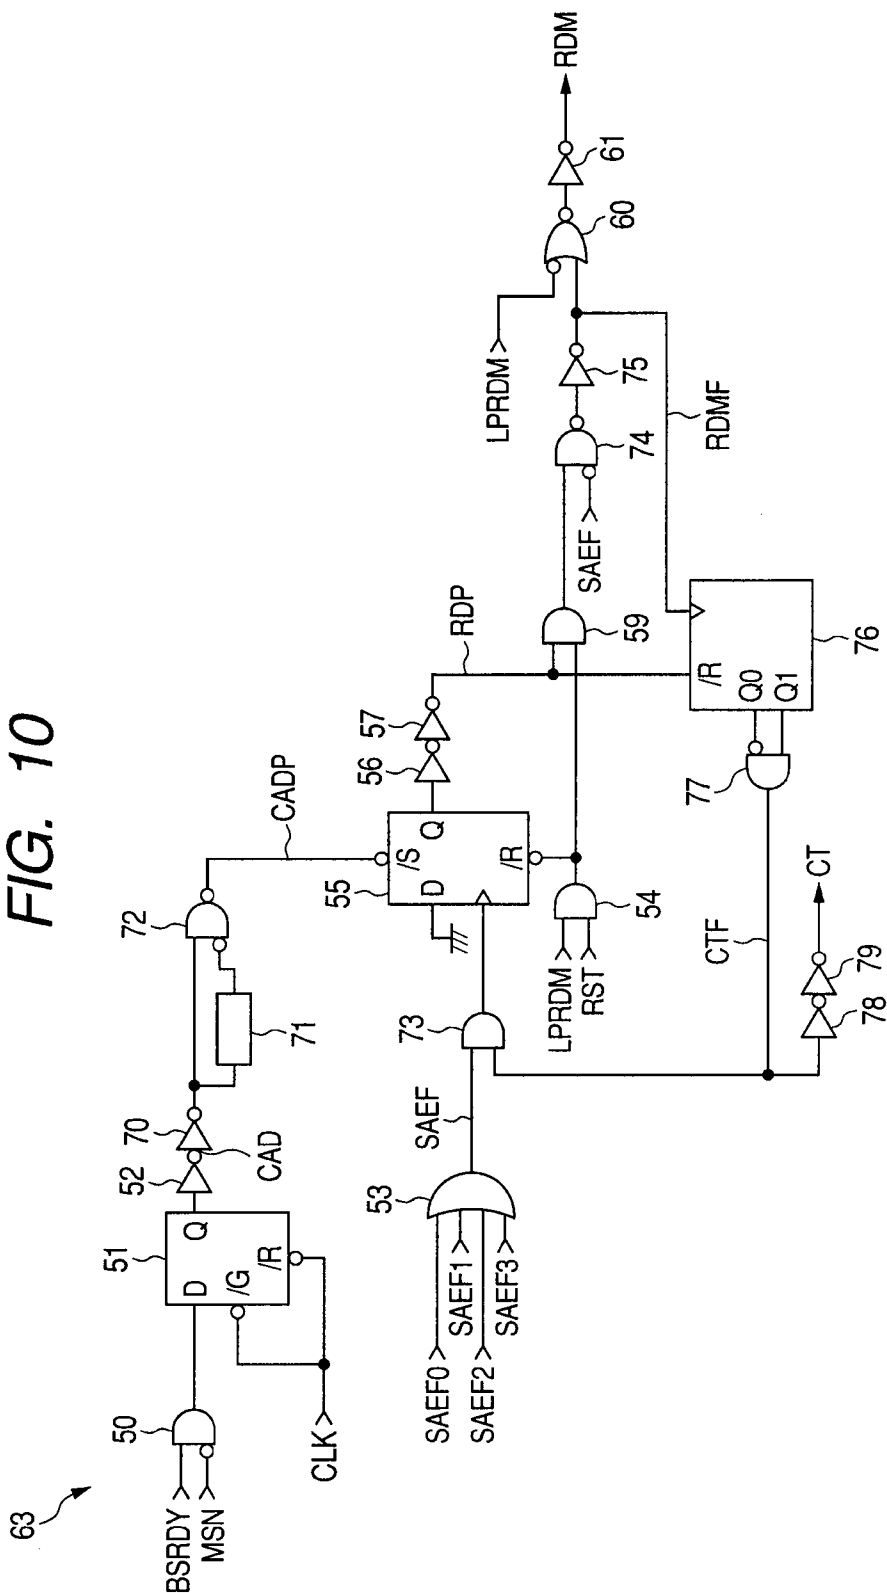 FIG. 10
63
BSRDY
MSN
50
CLK
51
D
Q
/G
/R
52
CAD
70
71
72
CADP
SAEF0
SAEF1
SAEF2
SAEF3
53
SAEF
73
LPRDM
RST
54
55
/S
D
Q
/R
56
57
RDP
59
SAEF
74
75
LPRDM
60
61
RDM
RDMF
76
/R
Q0
Q1
77
CTF
78
79
CT